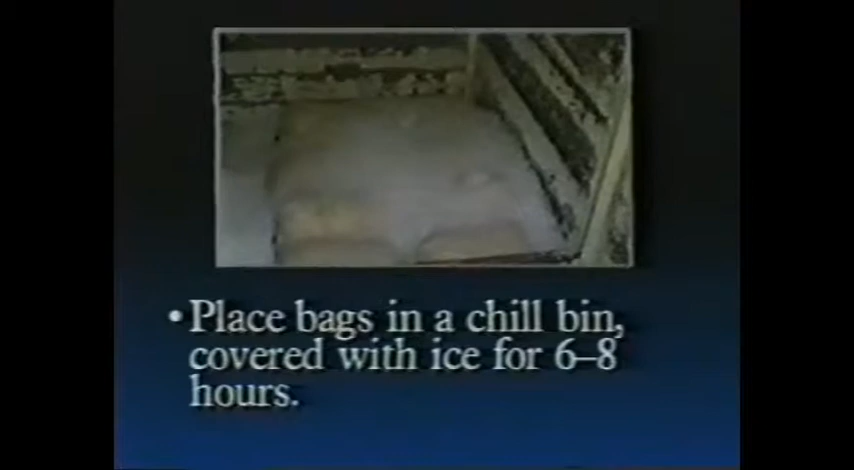 • Place bags in a chill bin,
covered with ice for 6–8
hours.